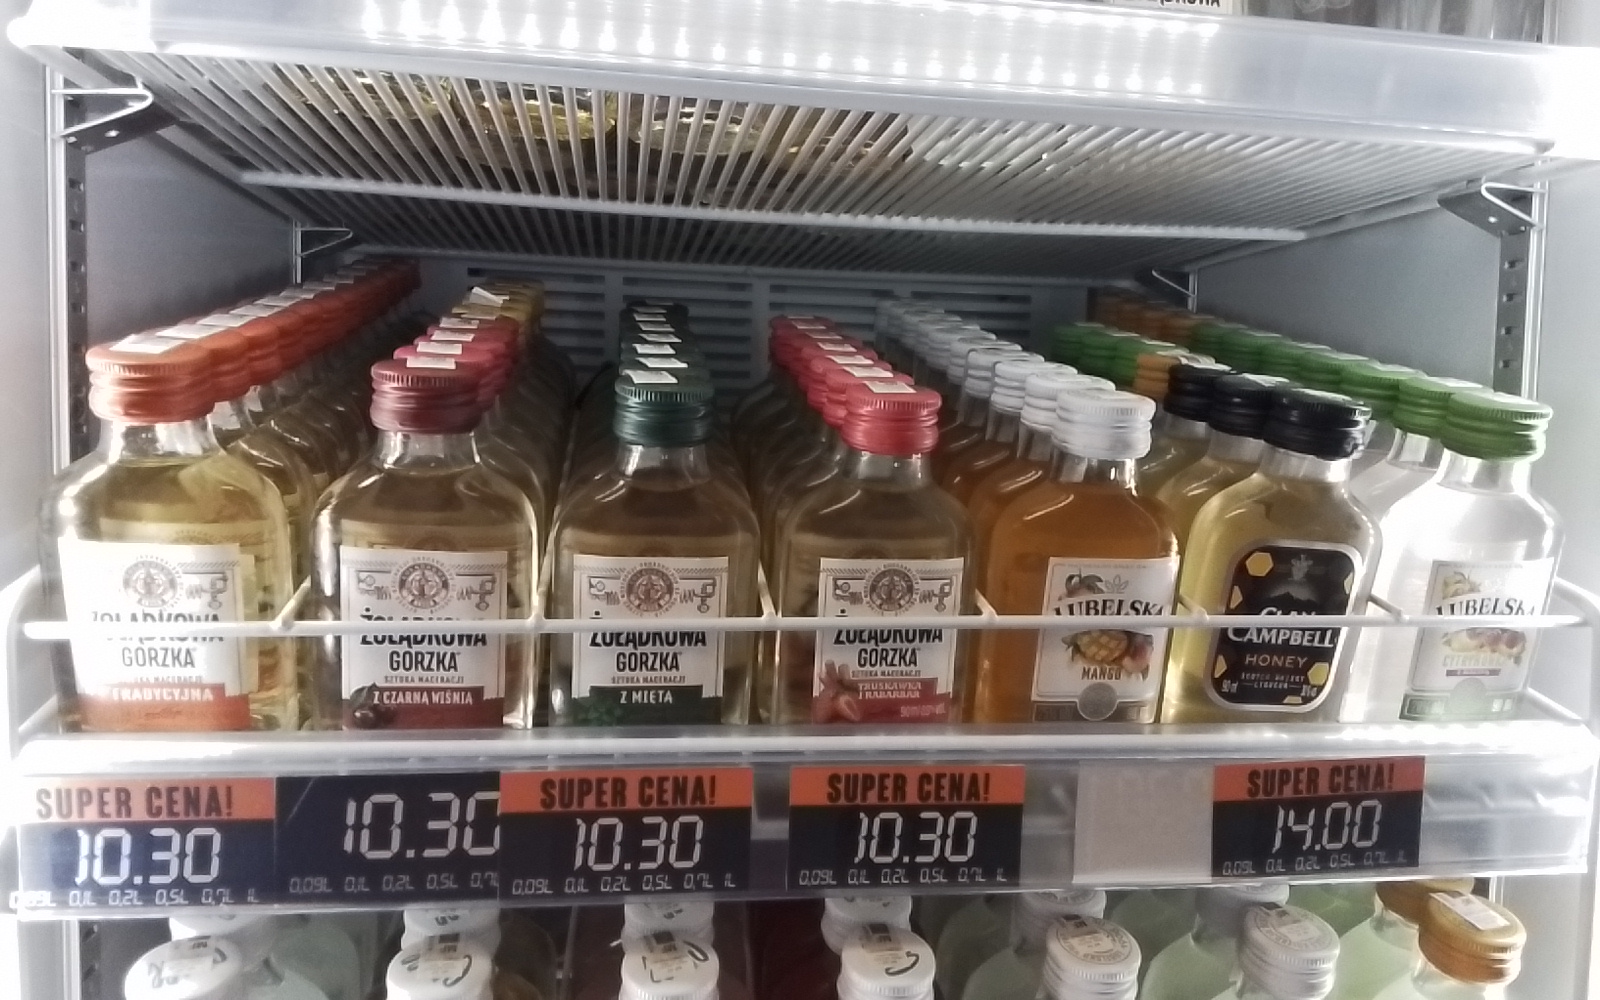 ŻOŁĄDKOWA
GORZKA
TRADYCYJNA
ŻOŁĄDKOWA
GORZKA
SZTUKA MACERACJI
Z CZARNĄ WIŚNIĄ
ŻOŁĄDKOWA
GORZKA
SZTUKA MACERACJI
Z MIĘTĄ
ŻOŁĄDKOWA
GORZKA
SZTUKA MACERACJI
TRUSKAWKA
I RABARBAR
LUBELSKA
MANGO
CLAN
CAMPBELL
HONEY
LUBELSKA
SUPER CENA!
10.30
0,1L 0,2L 0,5L 0,7L 1L
10.30
0,09L 0,1L 0,2L 0,5L 0,7L
SUPER CENA!
10.30
0,09L 0,1L 0,2L 0,5L 0,7L 1L
SUPER CENA!
10.30
0,09L 0,1L 0,2L 0,5L 0,7L 1L
SUPER CENA!
14.00
0,09L 0,1L 0,2L 0,5L 0,7L 1L